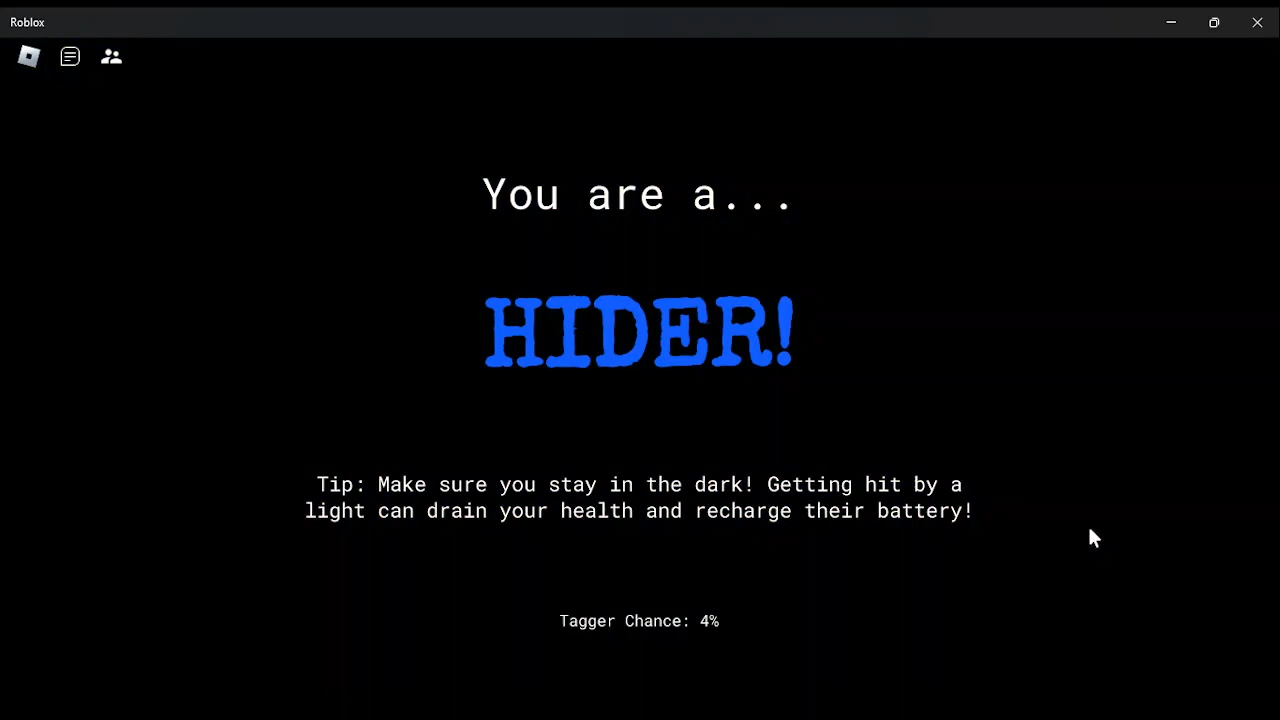 Roblox
You are a...
HIDER!
Tip: Make sure you stay in the dark! Getting hit by a
light can drain your health and recharge their battery!
Tagger Chance: 4%